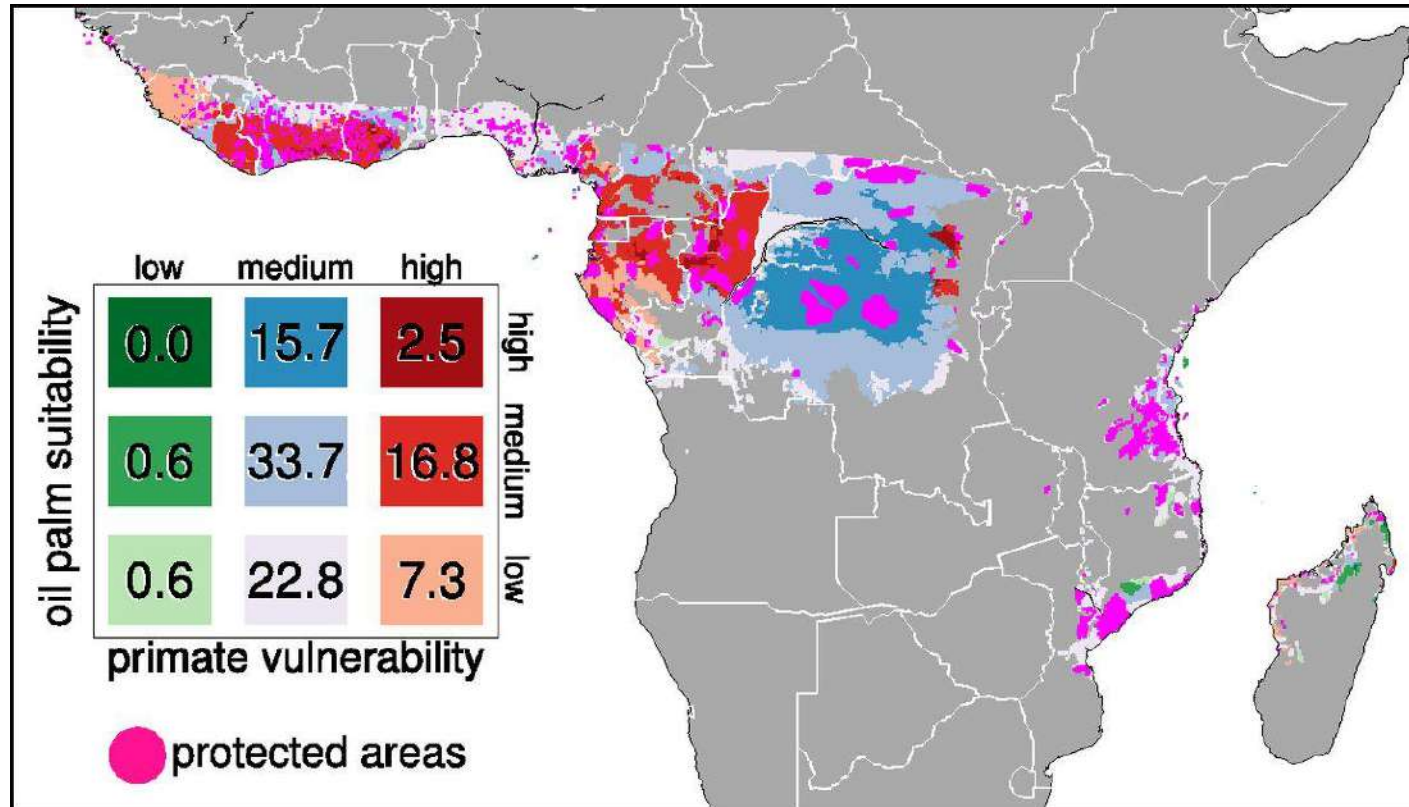 low medium high
0.0 15.7 2.5 high
0.6 33.7 16.8 medium
0.6 22.8 7.3 low
oil palm suitability
primate vulnerability
protected areas